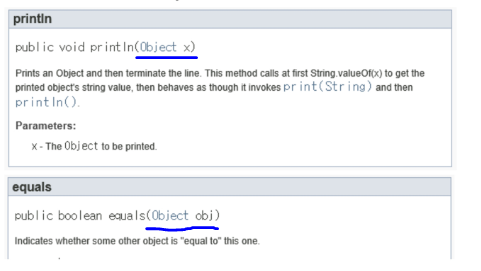 println
public void println(Object x)
Prints an Object and then terminate the line. This method calls at first String.valueOf(x) to get the
printed object's string value, then behaves as though it invokes print(String) and then
println().
Parameters:
x - The Object to be printed.
equals
public boolean equals(Object obj)
Indicates whether some other object is "equal to" this one.